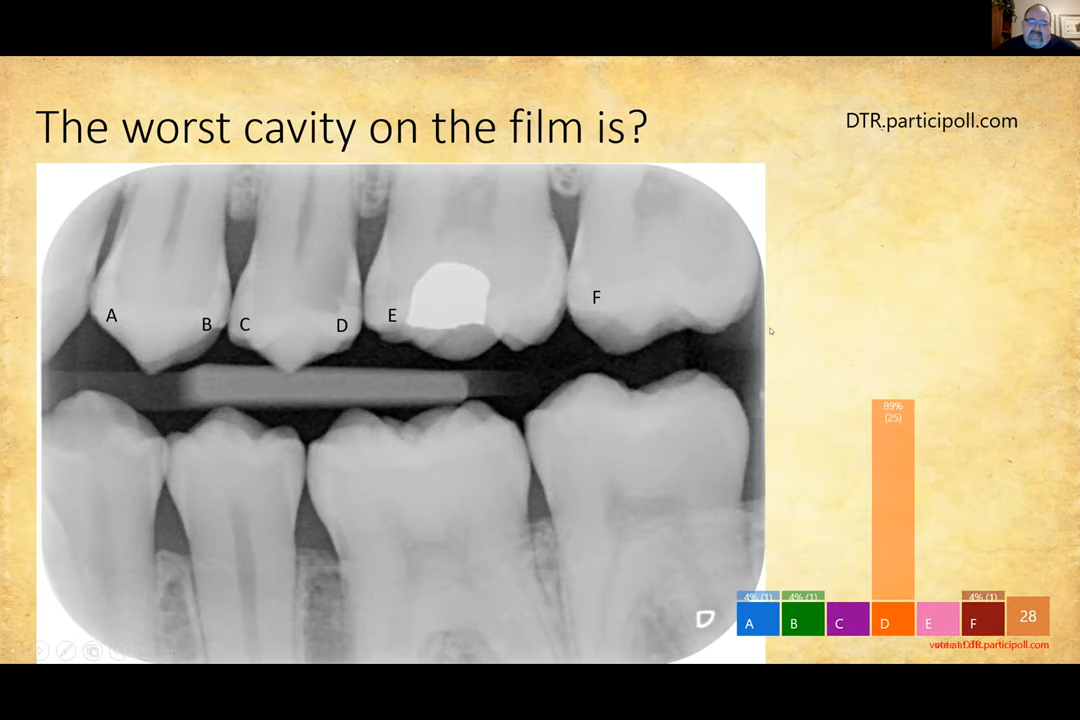 The worst cavity on the film is?
DTR.participoll.com
A
B
C
D
E
F
89%
(25)
4% (1)
4% (1)
4% (1)
A
B
C
D
E
F
28
D